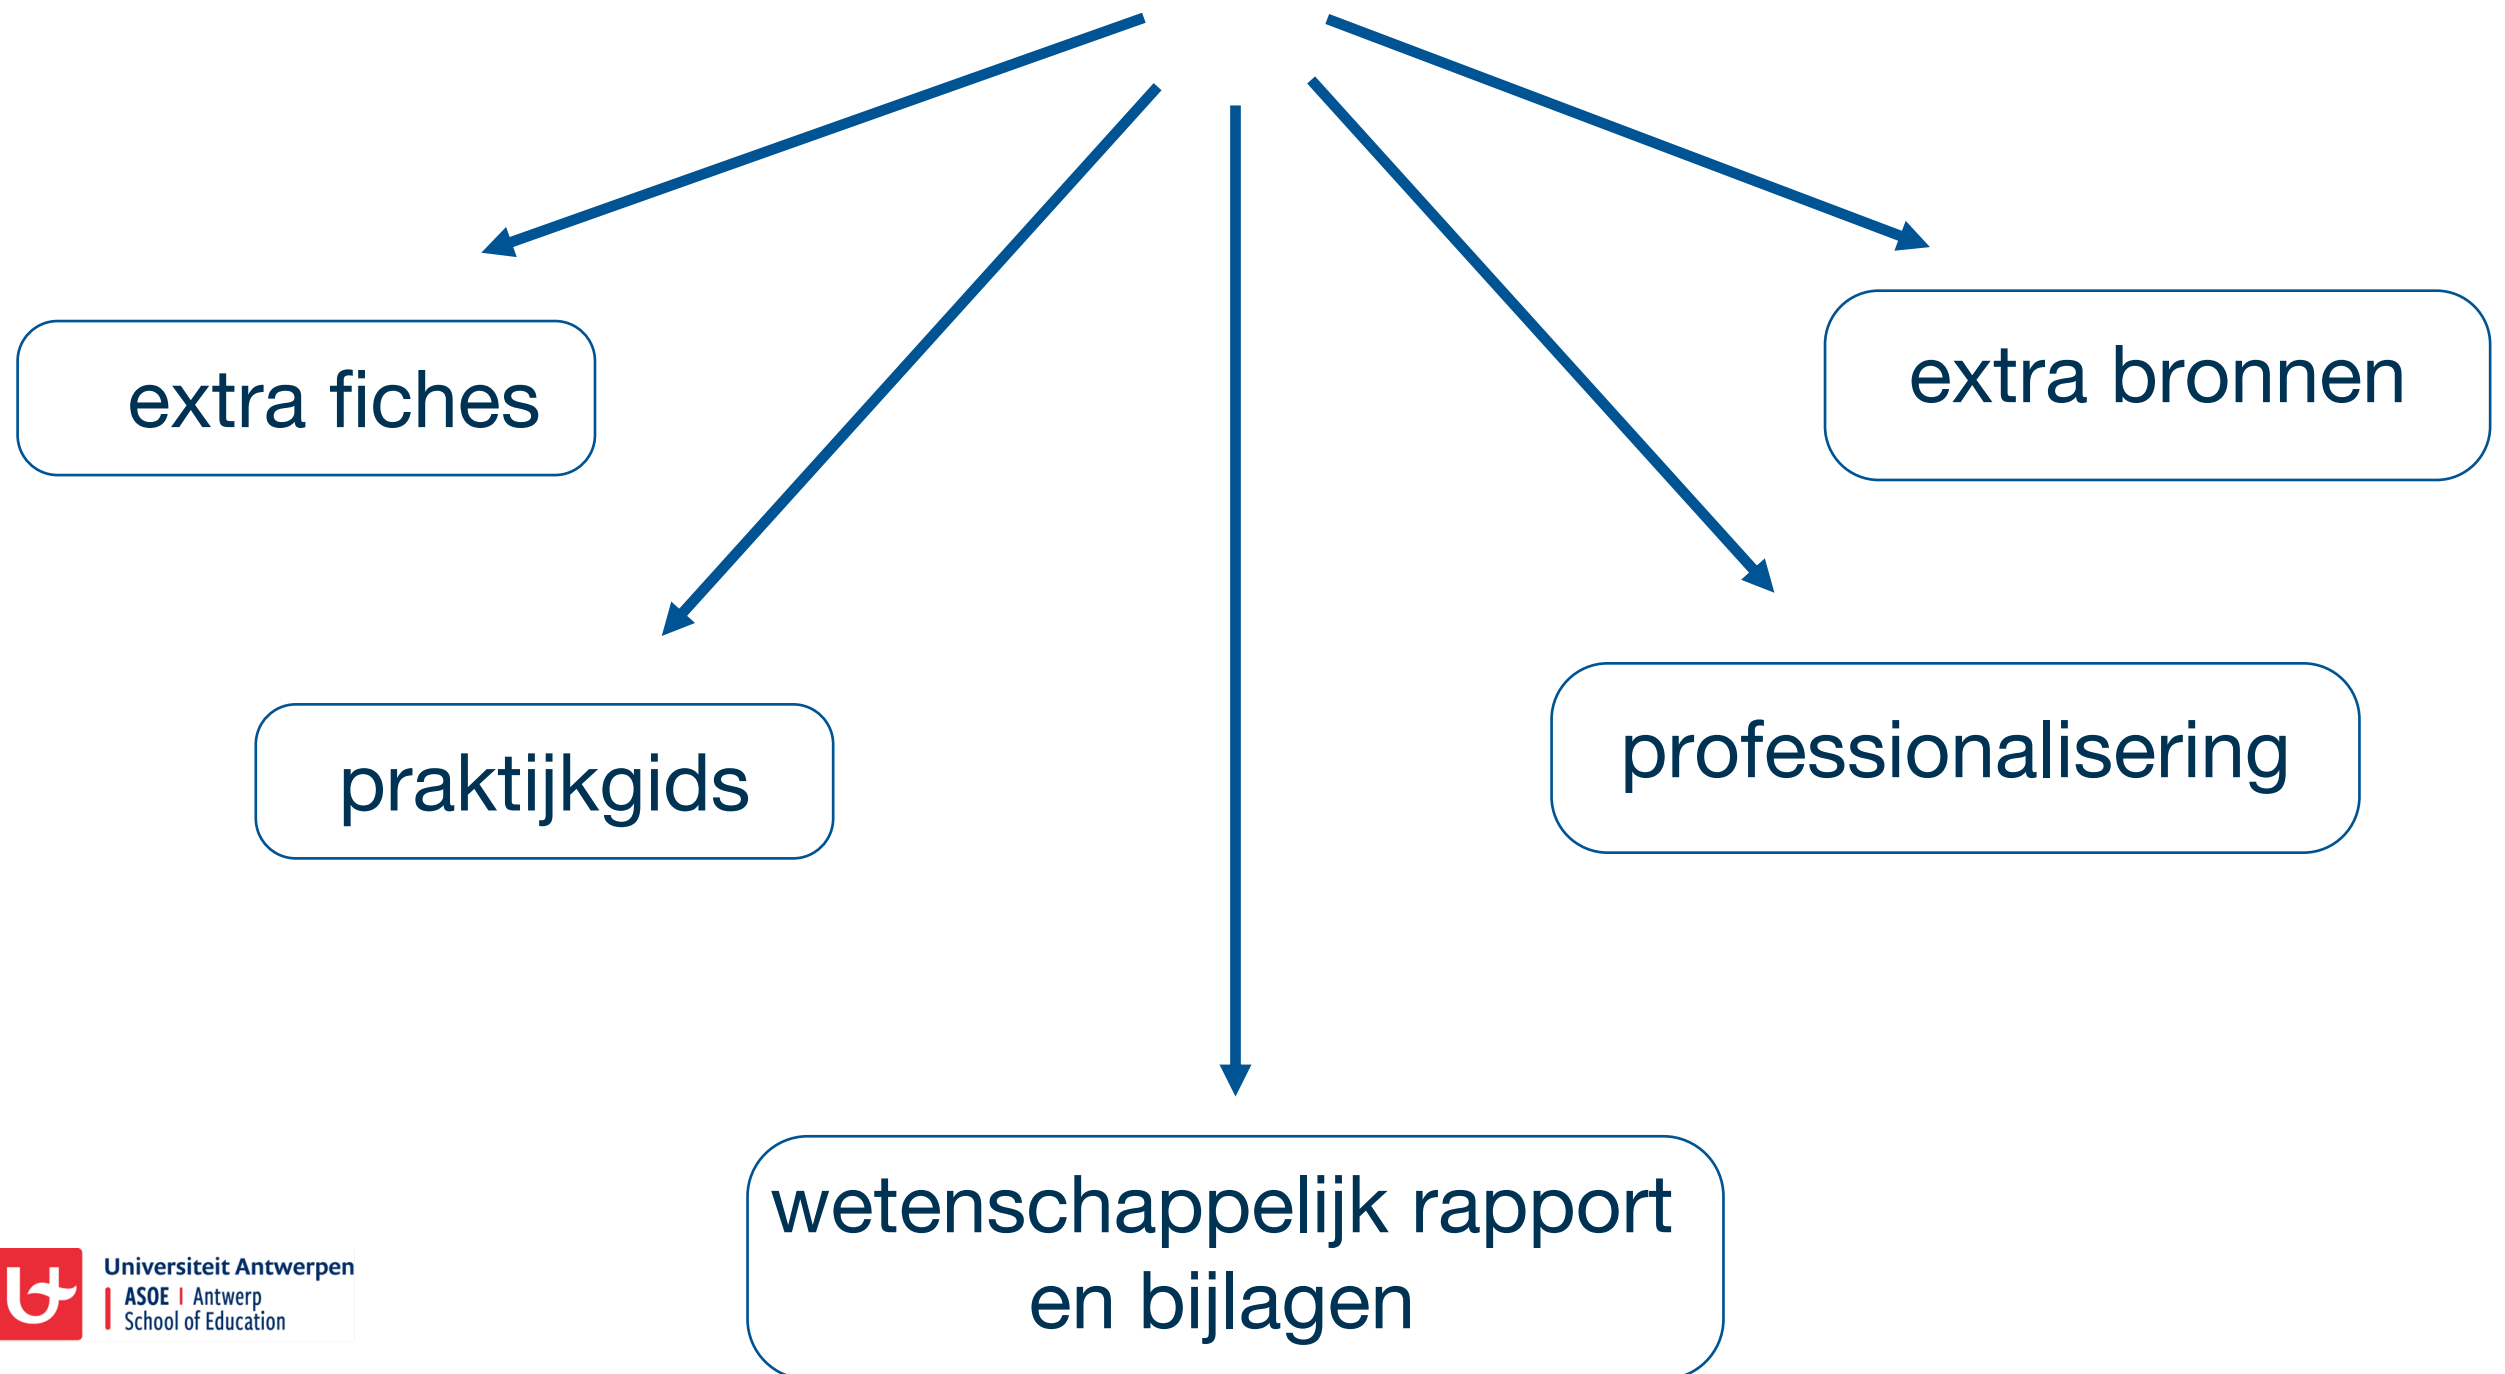 extra fiches
extra bronnen
praktijkgids
professionalisering
wetenschappelijk rapport
en bijlagen
Universiteit Antwerpen
ASOE | Antwerp
School of Education